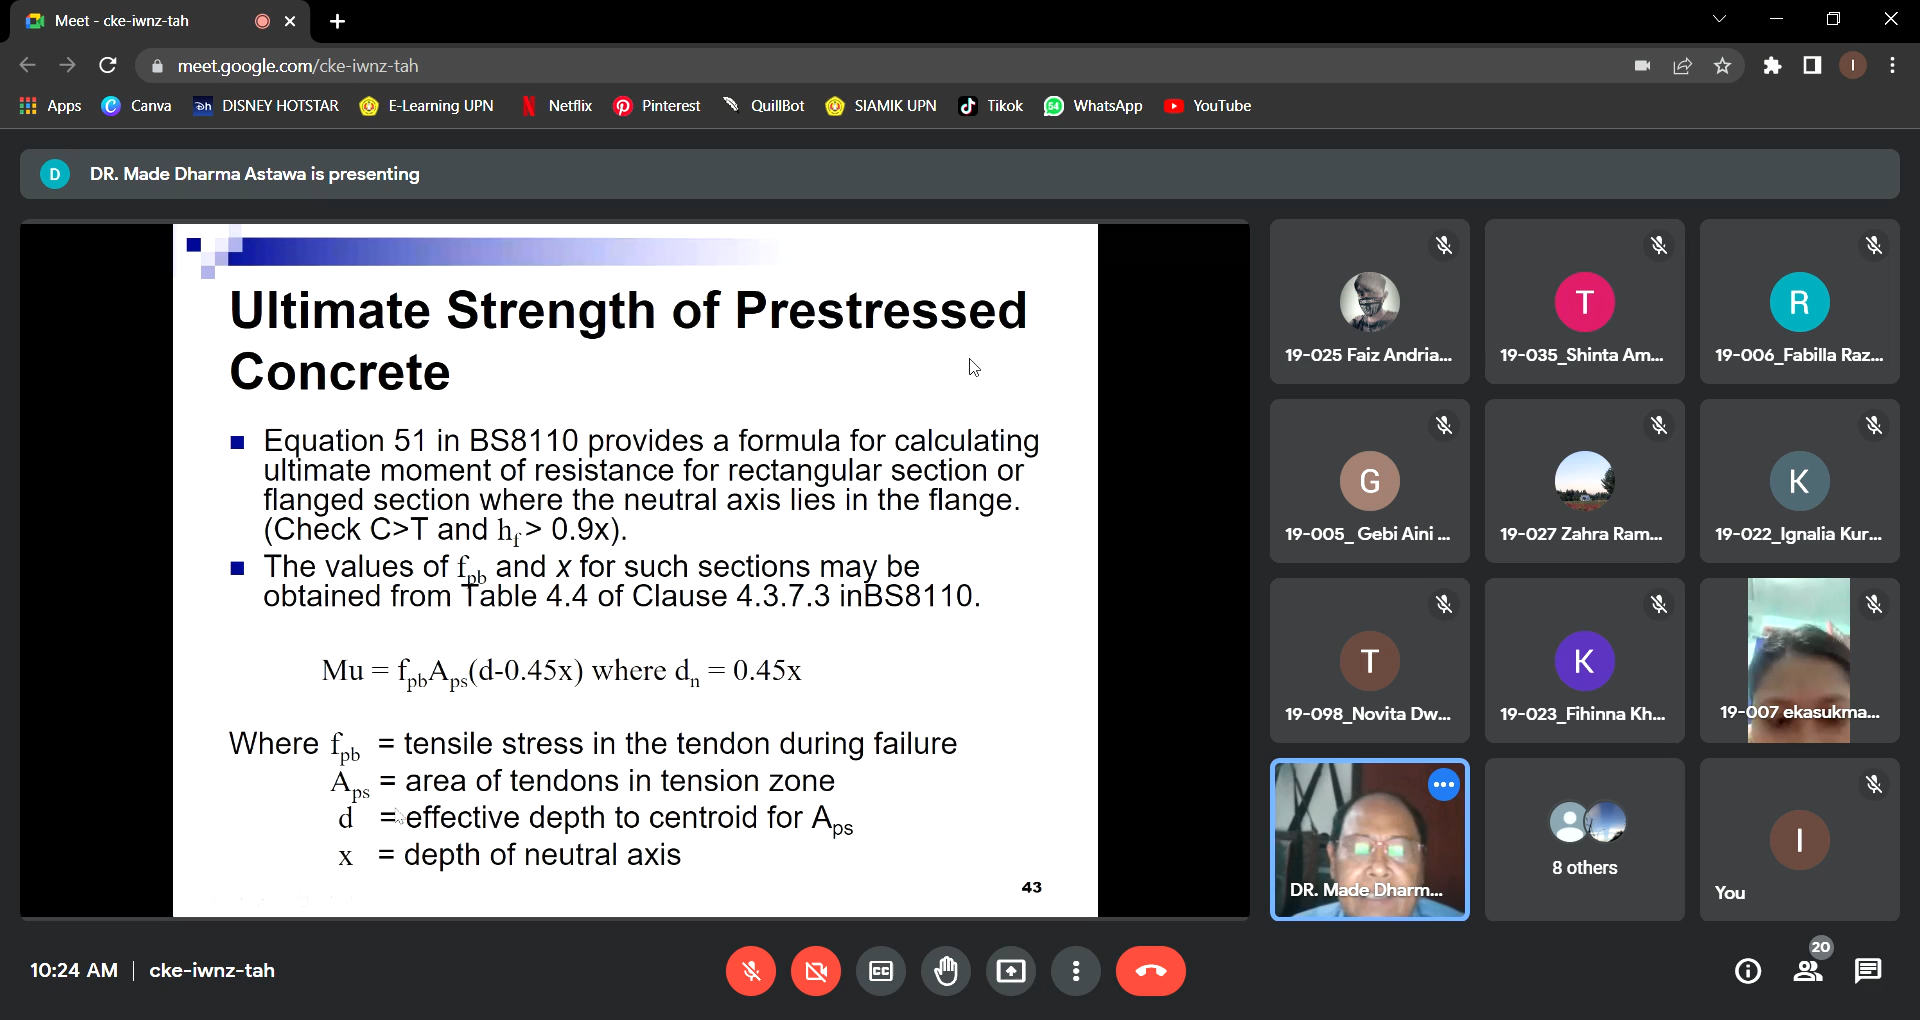 Meet - cke-iwnz-tah
meet.google.com/cke-iwnz-tah
I
Apps
Canva
DISNEY HOTSTAR
E-Learning UPN
Netflix
Pinterest
QuillBot
SIAMIK UPN
Tikok
WhatsApp
YouTube
D
DR. Made Dharma Astawa is presenting
Ultimate Strength of Prestressed
Concrete
Equation 51 in BS8110 provides a formula for calculating
ultimate moment of resistance for rectangular section or
flanged section where the neutral axis lies in the flange.
(Check C>T and hf > 0.9x).
The values of fpb and x for such sections may be
obtained from Table 4.4 of Clause 4.3.7.3 inBS8110.
Mu = fpbAps(d-0.45x) where dn = 0.45x
Where fpb = tensile stress in the tendon during failure
Aps = area of tendons in tension zone
d = effective depth to centroid for Aps
x = depth of neutral axis
43
19-025 Faiz Andria...
T
19-035_Shinta Am...
R
19-006_Fabilla Raz...
G
19-005_ Gebi Aini ...
19-027 Zahra Ram...
K
19-022_Ignalia Kur...
T
19-098_Novita Dw...
K
19-023_Fihinna Kh...
19-007 ekasukma...
DR. Made Dharm...
8 others
I
You
10:24 AM | cke-iwnz-tah
CC
20